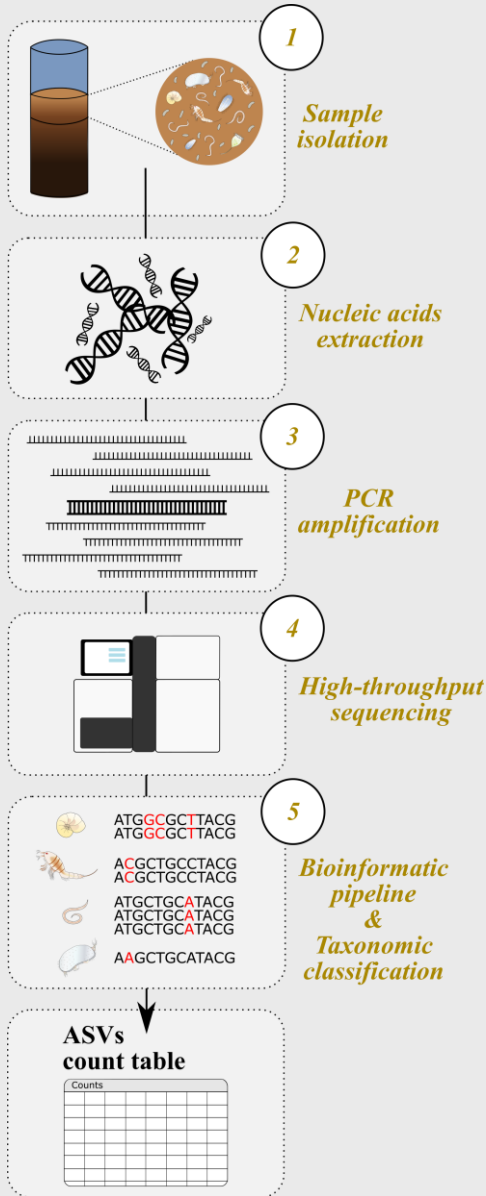 1
Sample
isolation
2
Nucleic acids
extraction
3
PCR
amplification
4
High-throughput
sequencing
5
ATGGCGCTTACG
ATGGCGCTTACG
ACGCTGCCTACG
ACGCTGCCTACG
ATGCTGCATACG
ATGCTGCATACG
ATGCTGCATACG
AAGCTGCATACG
Bioinformatic
pipeline
&
Taxonomic
classification
ASVs
count table
Counts